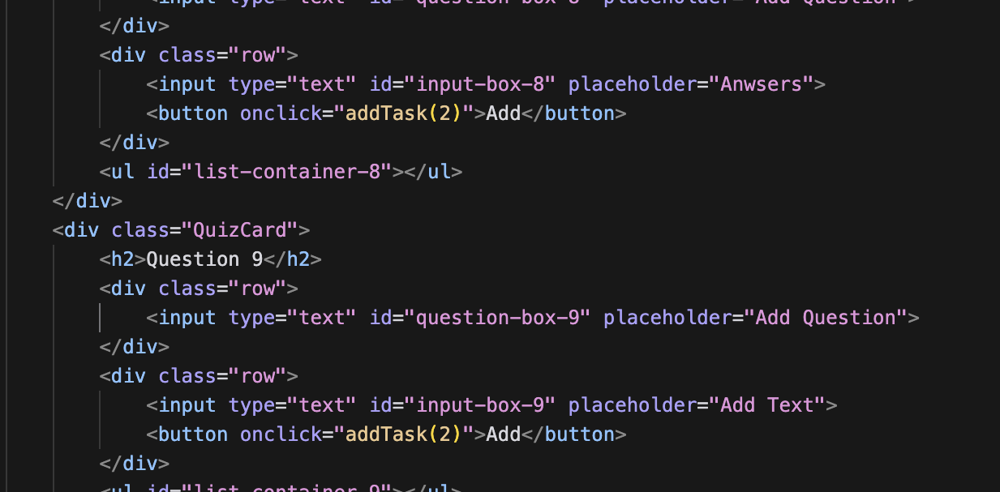 <input type="text" id="question-box-8" placeholder="Add Question">
</div>
<div class="row">
<input type="text" id="input-box-8" placeholder="Anwsers">
<button onclick="addTask(2)">Add</button>
</div>
<ul id="list-container-8"></ul>
</div>
<div class="QuizCard">
<h2>Question 9</h2>
<div class="row">
<input type="text" id="question-box-9" placeholder="Add Question">
</div>
<div class="row">
<input type="text" id="input-box-9" placeholder="Add Text">
<button onclick="addTask(2)">Add</button>
</div>
<ul id="list-container-9"></ul>